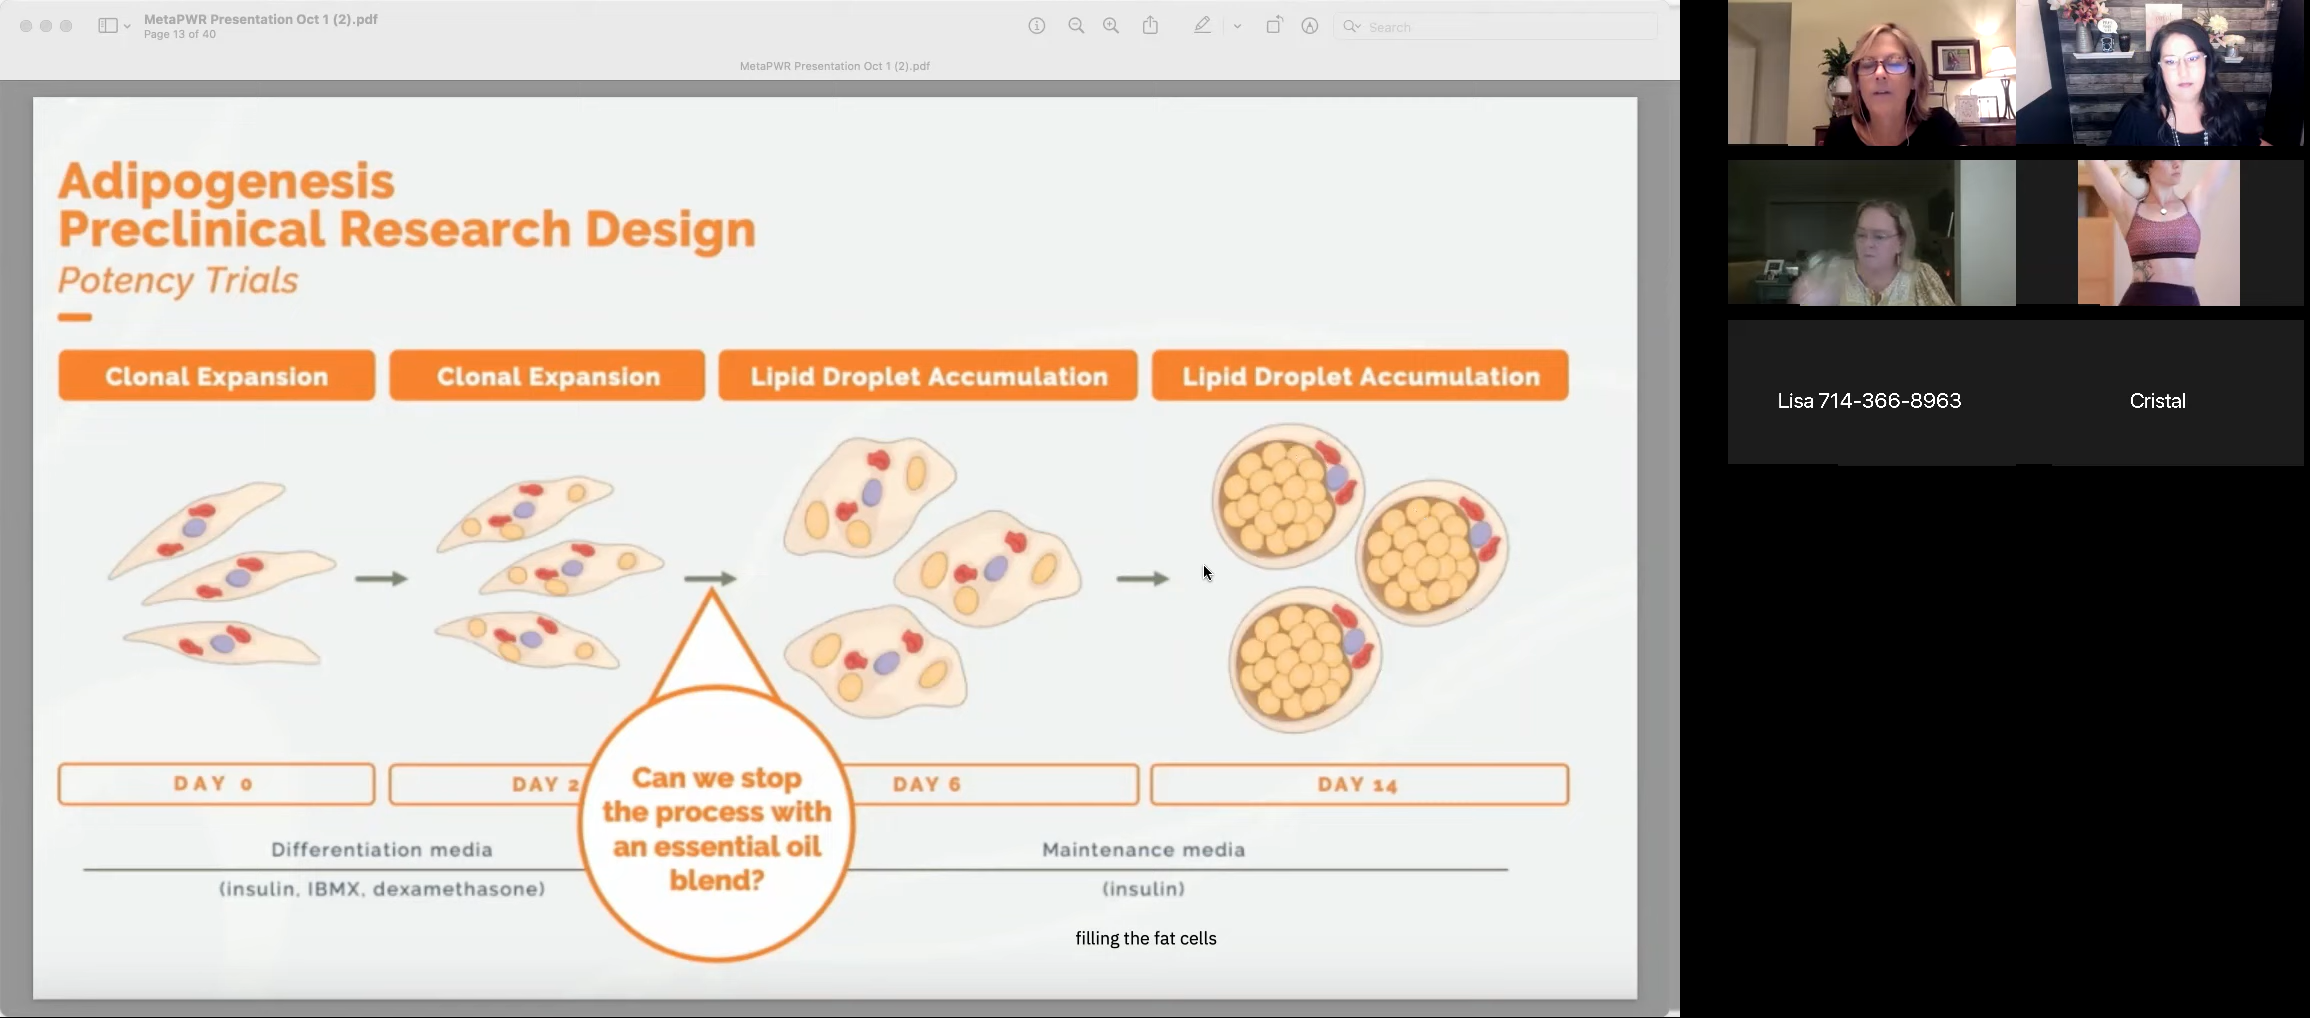 MetaPWR Presentation Oct 1 (2).pdf
Page 13 of 40
Search
MetaPWR Presentation Oct 1 (2).pdf
Adipogenesis
Preclinical Research Design
Potency Trials
Clonal Expansion
Clonal Expansion
Lipid Droplet Accumulation
Lipid Droplet Accumulation
DAY 0
DAY 2
DAY 6
DAY 14
Can we stop
the process with
an essential oil
blend?
Differentiation media
(insulin, IBMX, dexamethasone)
Maintenance media
(insulin)
filling the fat cells
Lisa 714-366-8963
Cristal